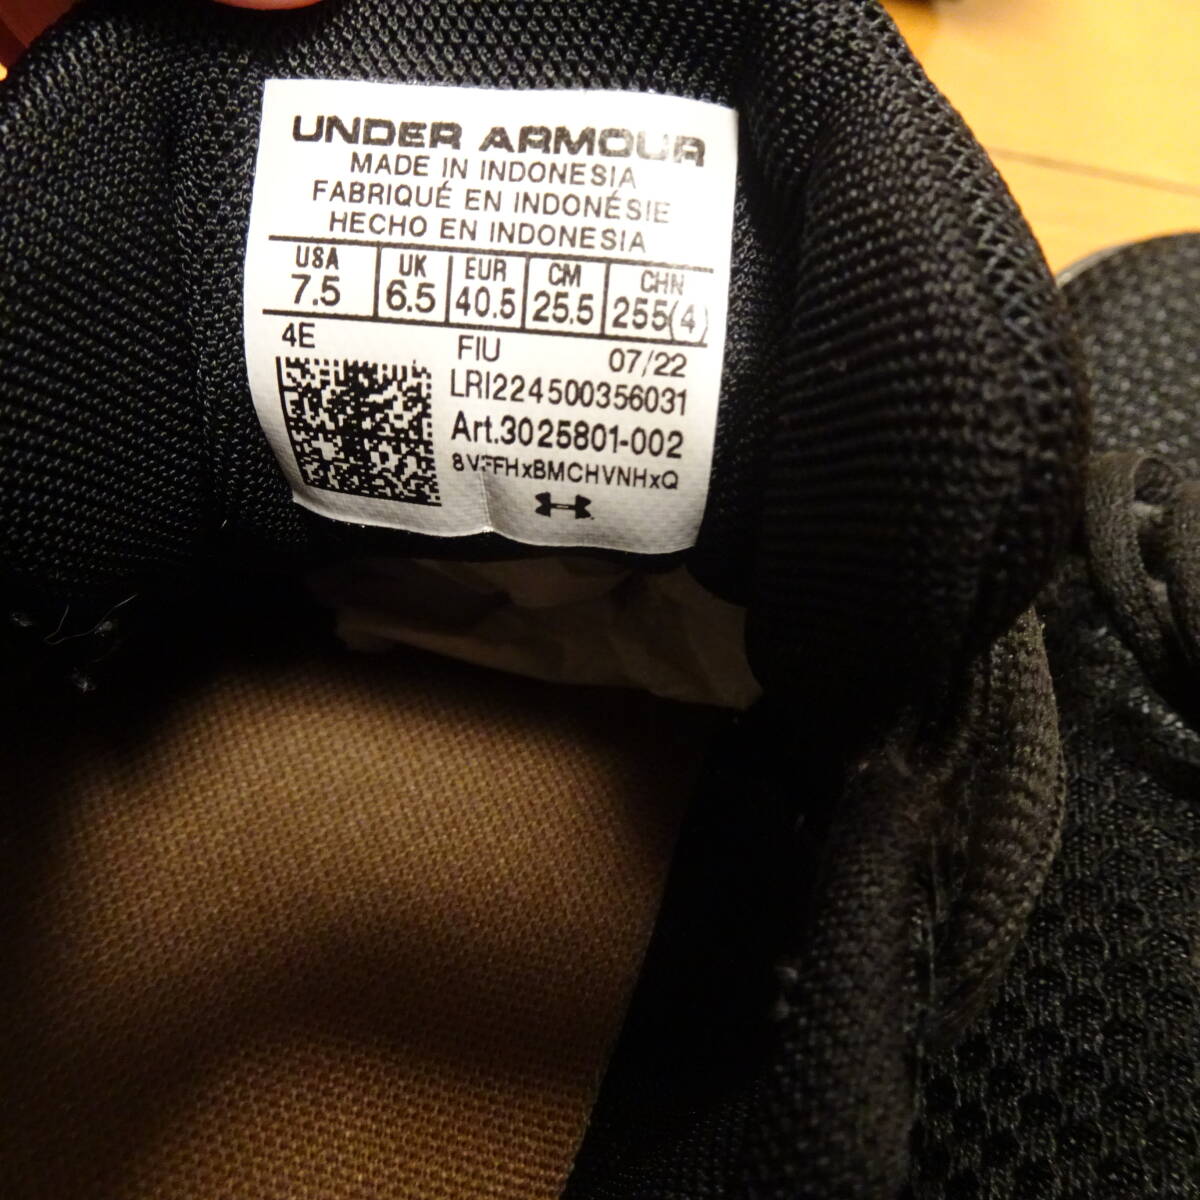 UNDER ARMOUR
MADE IN INDONESIA
FABRIQUÉ EN INDONÉSIE
HECHO EN INDONESIA
USA UK EUR CM CHN
7.5 6.5 40.5 25.5 255(4)
4E FIU 07/22
LRI224500356031
Art.3025801-002